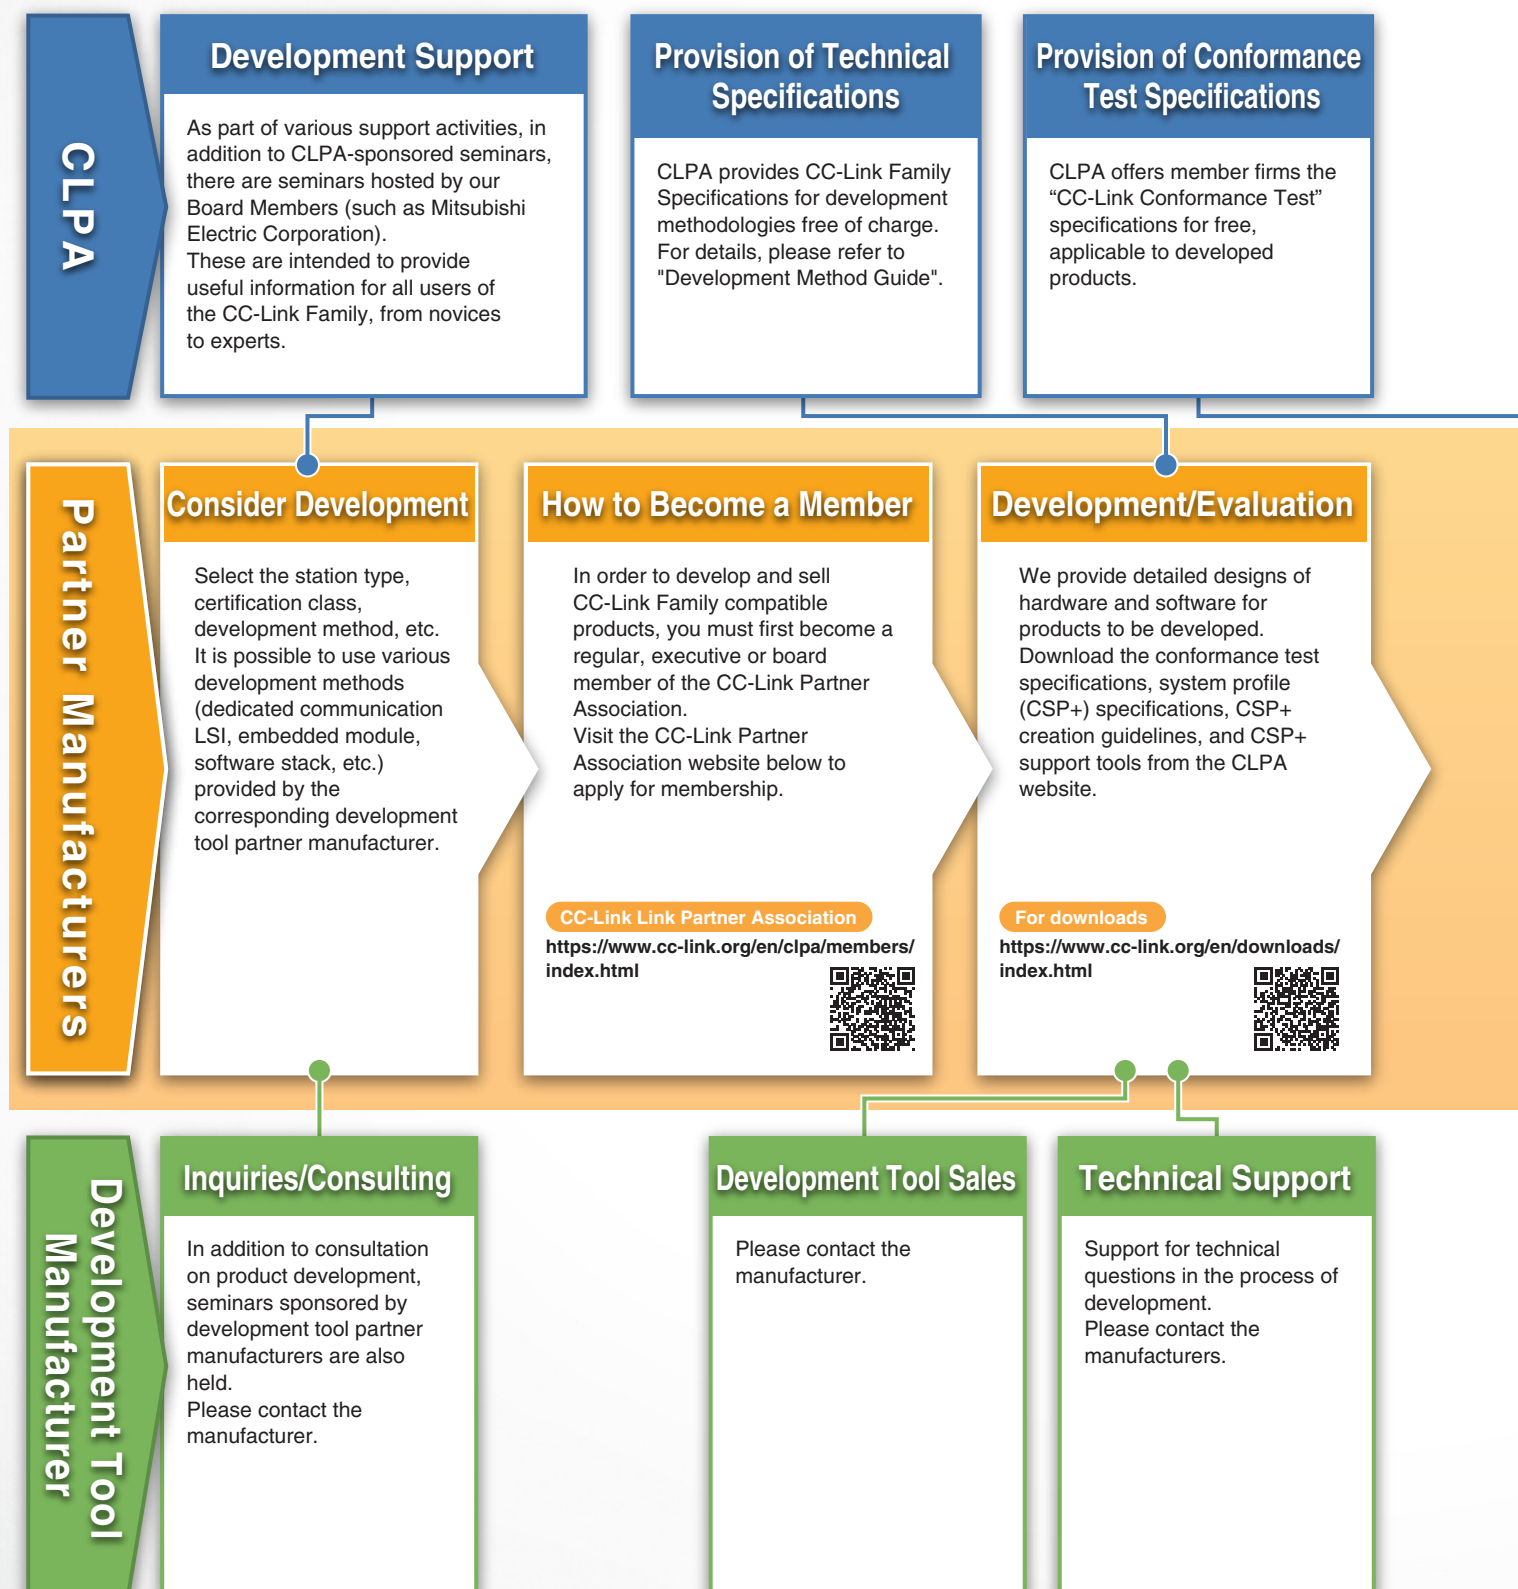 CLPA
Development Support
As part of various support activities, in
addition to CLPA-sponsored seminars,
there are seminars hosted by our
Board Members (such as Mitsubishi
Electric Corporation).
These are intended to provide
useful information for all users of
the CC-Link Family, from novices
to experts.
Provision of Technical
Specifications
CLPA provides CC-Link Family
Specifications for development
methodologies free of charge.
For details, please refer to
"Development Method Guide".
Provision of Conformance
Test Specifications
CLPA offers member firms the
“CC-Link Conformance Test”
specifications for free,
applicable to developed
products.
Partner Manufacturers
Consider Development
Select the station type,
certification class,
development method, etc.
It is possible to use various
development methods
(dedicated communication
LSI, embedded module,
software stack, etc.)
provided by the
corresponding development
tool partner manufacturer.
How to Become a Member
In order to develop and sell
CC-Link Family compatible
products, you must first become a
regular, executive or board
member of the CC-Link Partner
Association.
Visit the CC-Link Partner
Association website below to
apply for membership.
CC-Link Link Partner Association
https://www.cc-link.org/en/clpa/members/
index.html
Development/Evaluation
We provide detailed designs of
hardware and software for
products to be developed.
Download the conformance test
specifications, system profile
(CSP+) specifications, CSP+
creation guidelines, and CSP+
support tools from the CLPA
website.
For downloads
https://www.cc-link.org/en/downloads/
index.html
Development Tool
Manufacturer
Inquiries/Consulting
In addition to consultation
on product development,
seminars sponsored by
development tool partner
manufacturers are also
held.
Please contact the
manufacturer.
Development Tool Sales
Please contact the
manufacturer.
Technical Support
Support for technical
questions in the process of
development.
Please contact the
manufacturers.